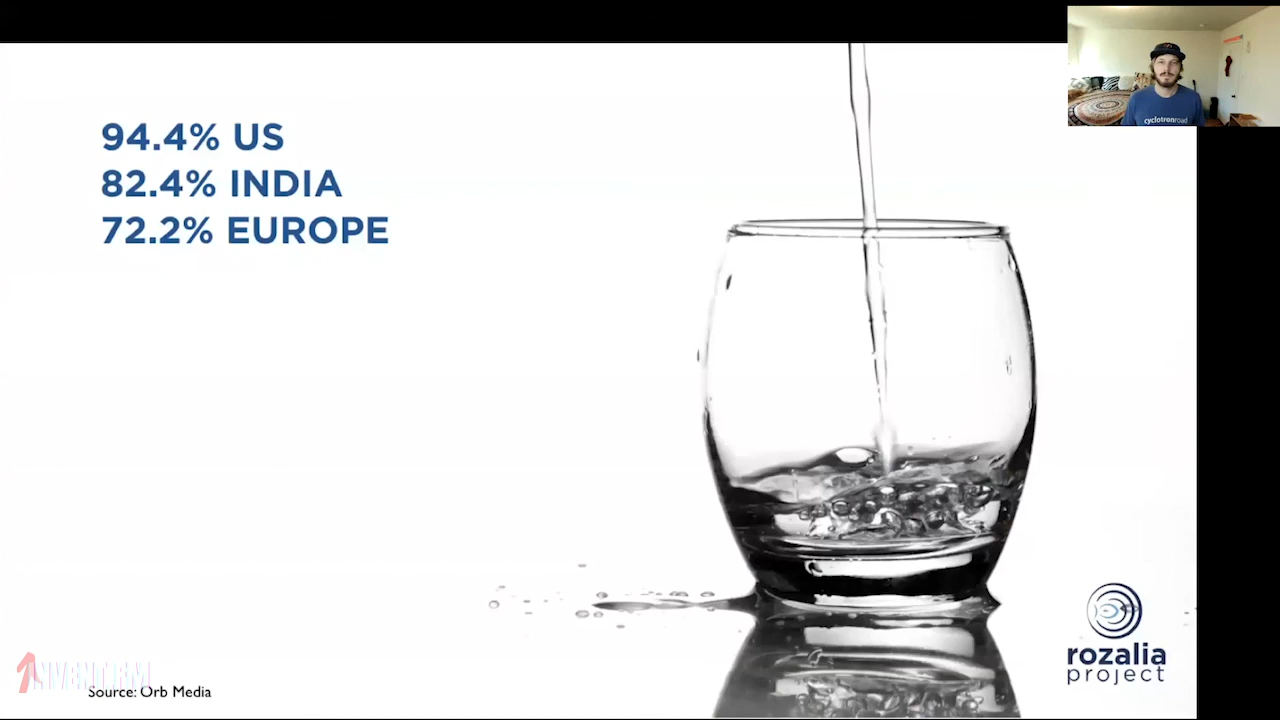 94.4% US
82.4% INDIA
72.2% EUROPE
cyclotronroad
rozalia
project
Source: Orb Media